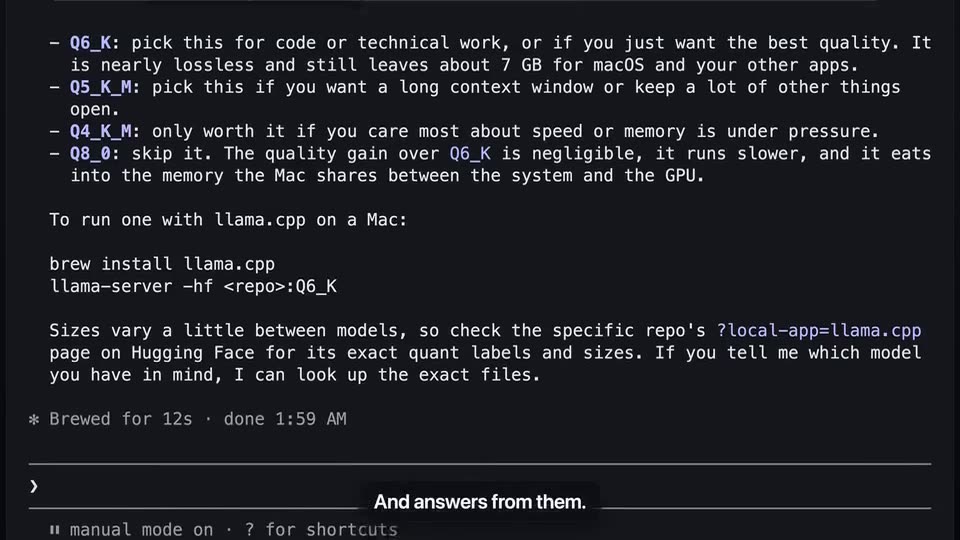 – Q6_K: pick this for code or technical work, or if you just want the best quality. It
is nearly lossless and still leaves about 7 GB for macOS and your other apps.
– Q5_K_M: pick this if you want a long context window or keep a lot of other things
open.
– Q4_K_M: only worth it if you care most about speed or memory is under pressure.
– Q8_0: skip it. The quality gain over Q6_K is negligible, it runs slower, and it eats
into the memory the Mac shares between the system and the GPU.
To run one with llama.cpp on a Mac:
brew install llama.cpp
llama-server -hf <repo>:Q6_K
Sizes vary a little between models, so check the specific repo's ?local-app=llama.cpp
page on Hugging Face for its exact quant labels and sizes. If you tell me which model
you have in mind, I can look up the exact files.
✻ Brewed for 12s · done 1:59 AM
❯
And answers from them.
⏸ manual mode on · ? for shortcuts